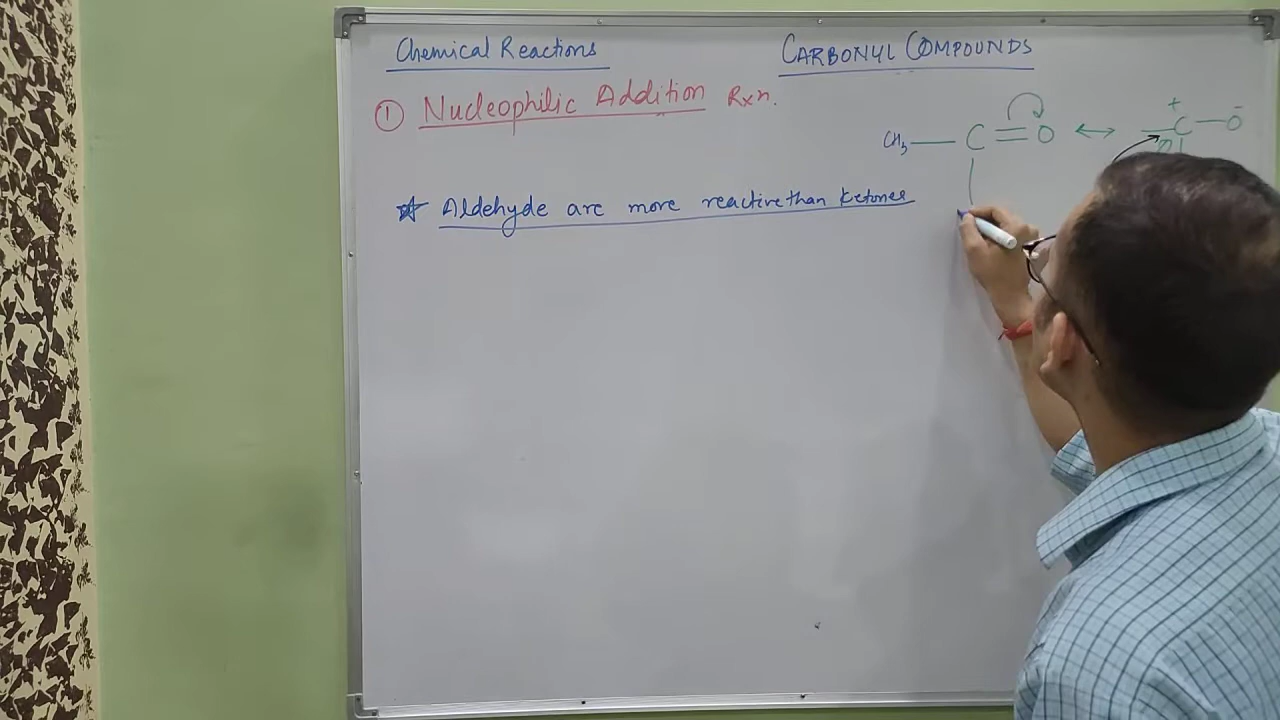 Chemical Reactions
CARBONYL COMPOUNDS
① Nucleophilic Addition Rxn.
CH3 — C = O ↔ — C — O
+ -
☆ Aldehyde are more reactive than Ketones